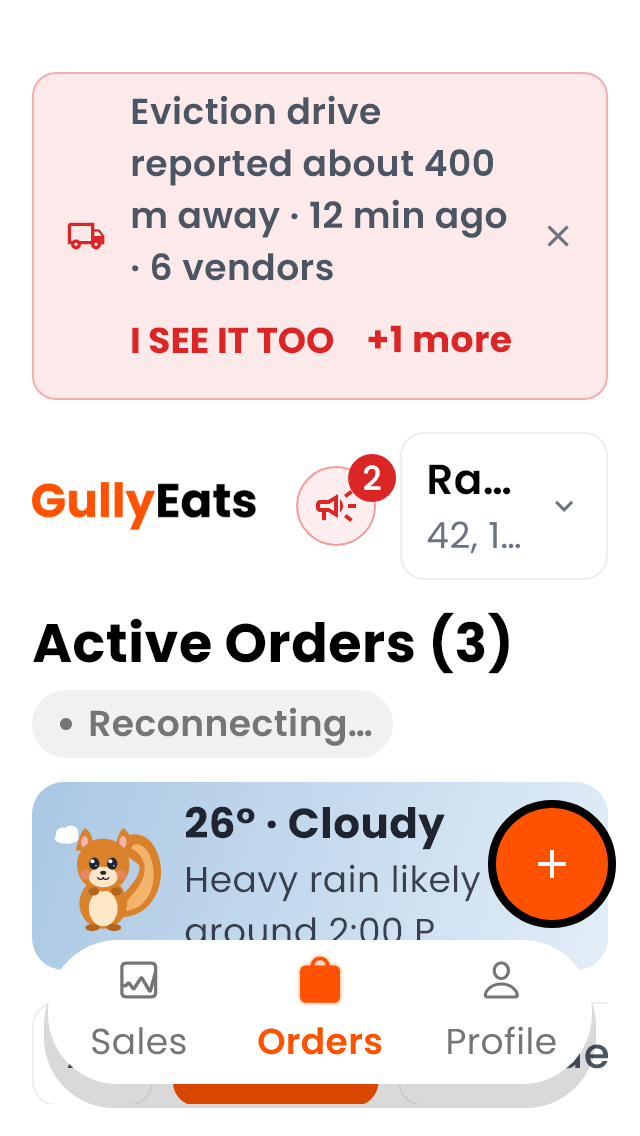 Eviction drive
reported about 400
m away · 12 min ago
· 6 vendors
I SEE IT TOO +1 more
GullyEats
2
Ra...
42, 1...
Active Orders (3)
Reconnecting...
26° · Cloudy
Heavy rain likely
around 2:00 P...
Sales
Orders
Profile